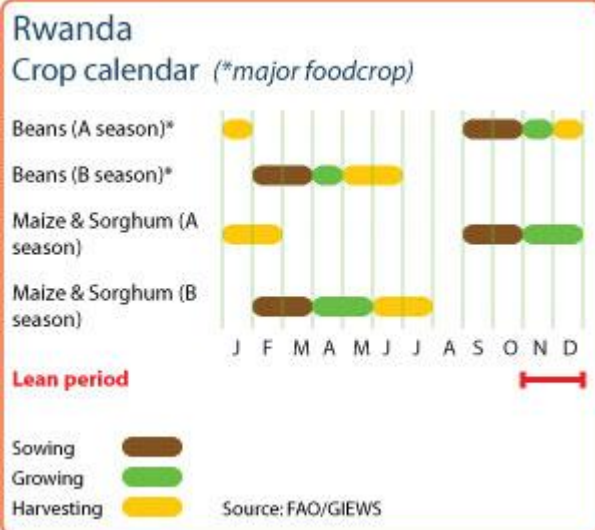 Rwanda
Crop calendar (*major foodcrop)
Beans (A season)*
Beans (B season)*
Maize & Sorghum (A
season)
Maize & Sorghum (B
season)
J F M A M J J A S O N D
Lean period
Sowing
Growing
Harvesting
Source: FAO/GIEWS